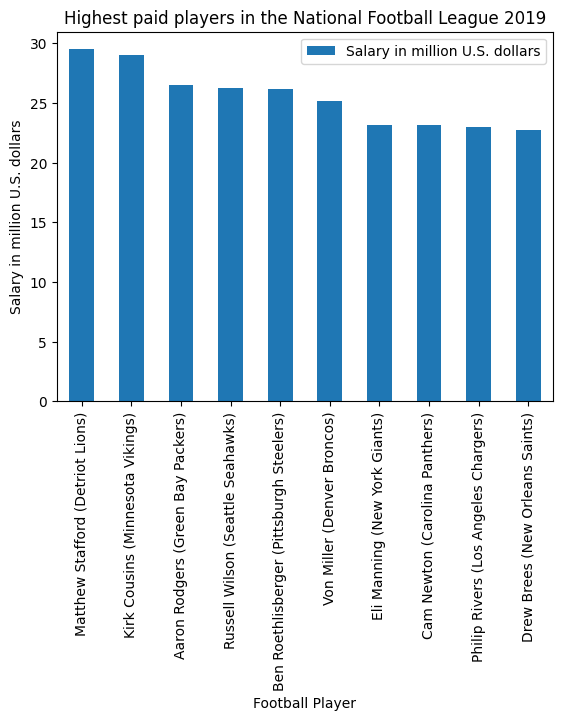 Highest paid players in the National Football League 2019
Salary in million U.S. dollars
Salary in million U.S. dollars
30
25
20
15
10
5
0
Matthew Stafford (Detriot Lions)
Kirk Cousins (Minnesota Vikings)
Aaron Rodgers (Green Bay Packers)
Russell Wilson (Seattle Seahawks)
Ben Roethlisberger (Pittsburgh Steelers)
Von Miller (Denver Broncos)
Eli Manning (New York Giants)
Cam Newton (Carolina Panthers)
Philip Rivers (Los Angeles Chargers)
Drew Brees (New Orleans Saints)
Football Player